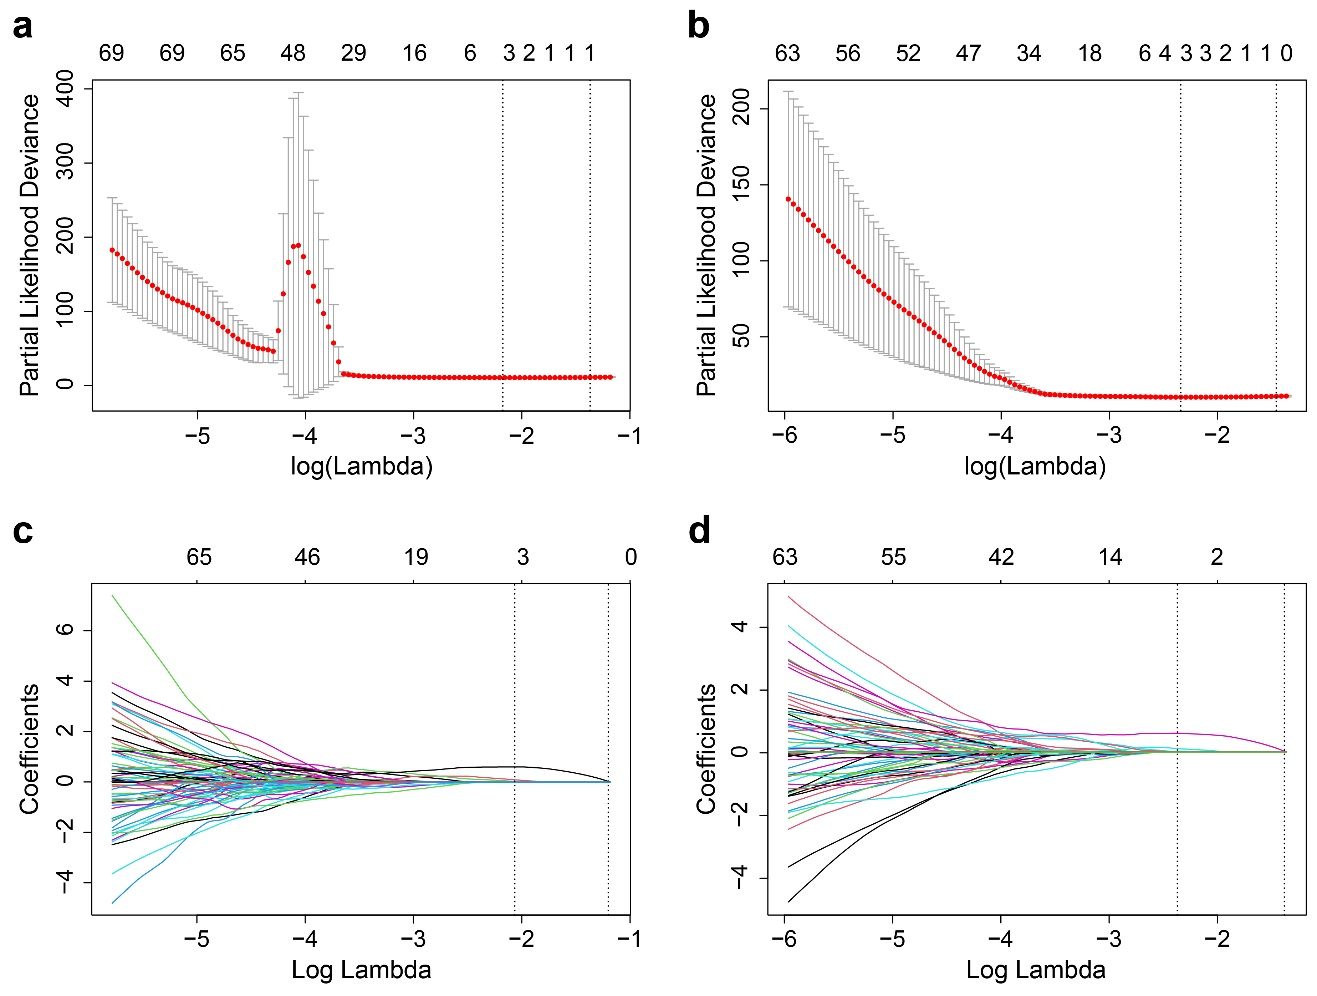 a
69 69 65 48 29 16 6 3 2 1 1 1
Partial Likelihood Deviance
400
300
200
100
0
−5 −4 −3 −2 −1
log(Lambda)
b
63 56 52 47 34 18 6 4 3 3 2 1 1 0
Partial Likelihood Deviance
200
150
100
50
−6 −5 −4 −3 −2
log(Lambda)
c
65 46 19 3 0
Coefficients
6
4
2
0
−2
−4
−5 −4 −3 −2 −1
Log Lambda
d
63 55 42 14 2
Coefficients
4
2
0
−2
−4
−6 −5 −4 −3 −2
Log Lambda